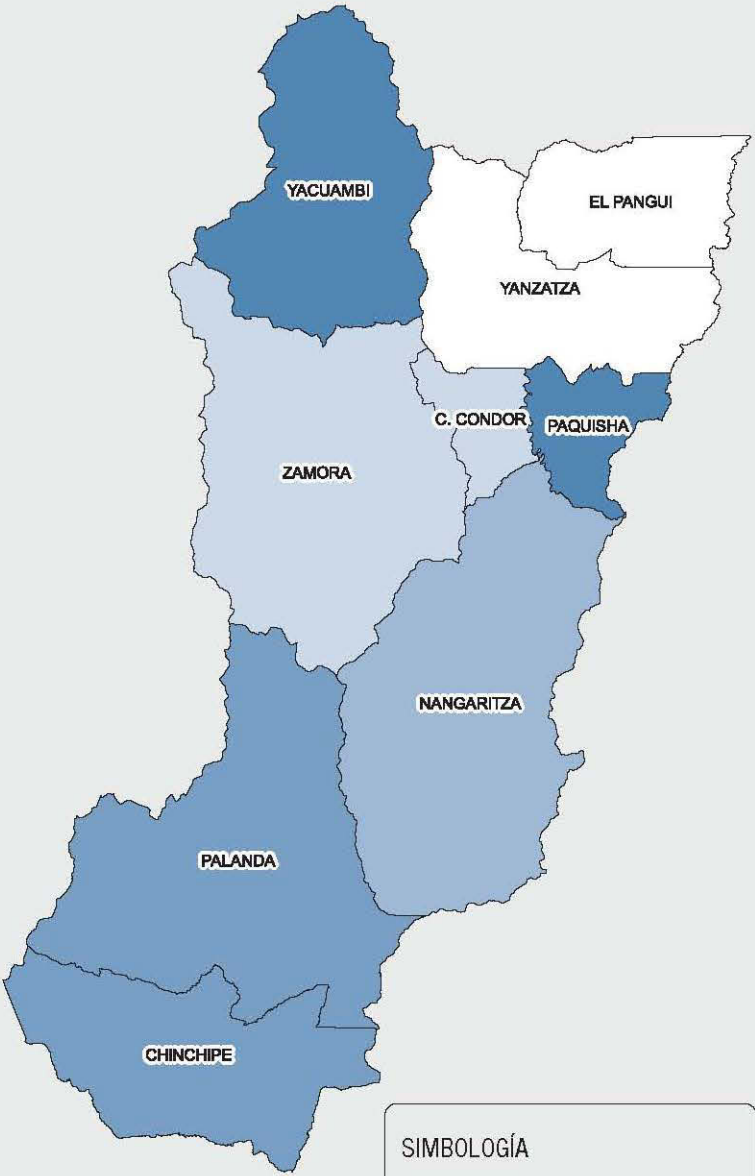 YACUAMBI
EL PANGUI
YANZATZA
C. CONDOR
PAQUISHA
ZAMORA
NANGARITZA
PALANDA
CHINCHIPE
SIMBOLOGÍA